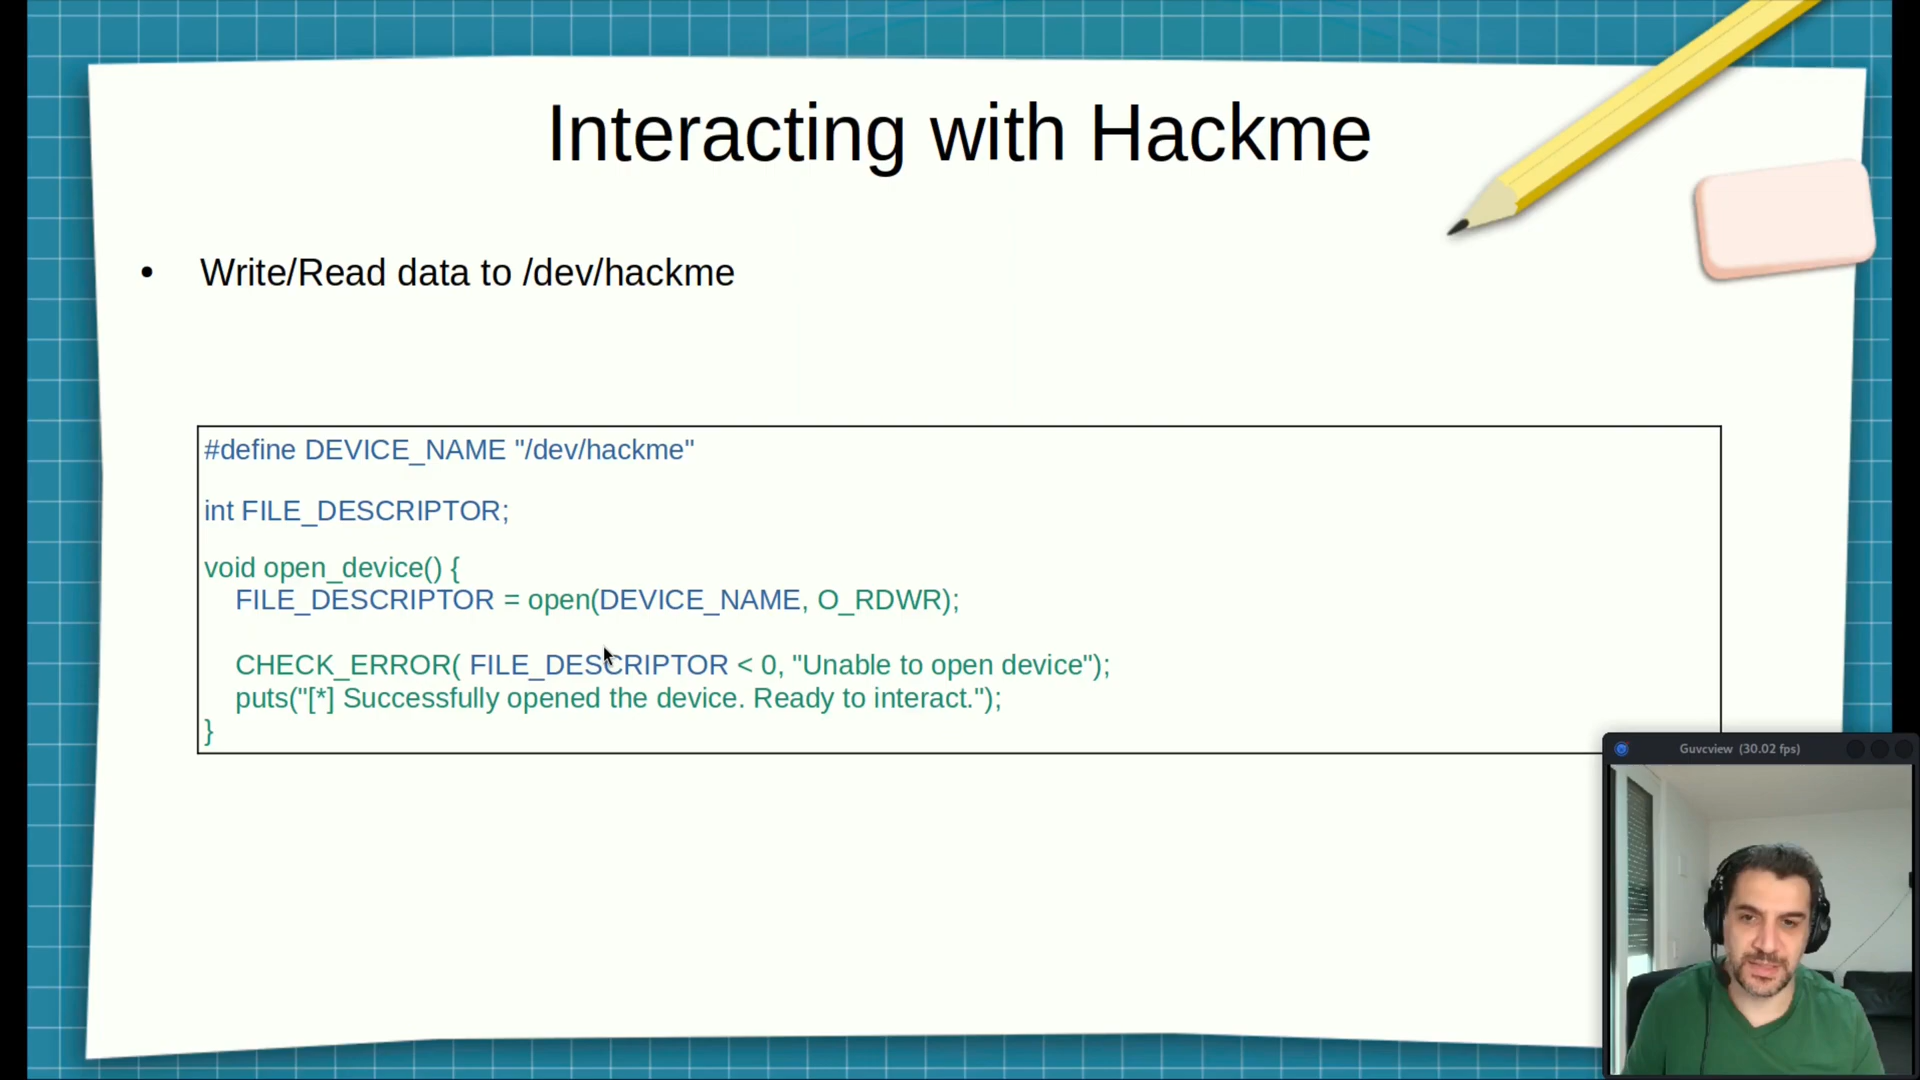 Interacting with Hackme
• Write/Read data to /dev/hackme
#define DEVICE_NAME "/dev/hackme"
int FILE_DESCRIPTOR;
void open_device() {
    FILE_DESCRIPTOR = open(DEVICE_NAME, O_RDWR);
    CHECK_ERROR( FILE_DESCRIPTOR < 0, "Unable to open device");
    puts("[*] Successfully opened the device. Ready to interact.");
}
Guvcview (30.02 fps)